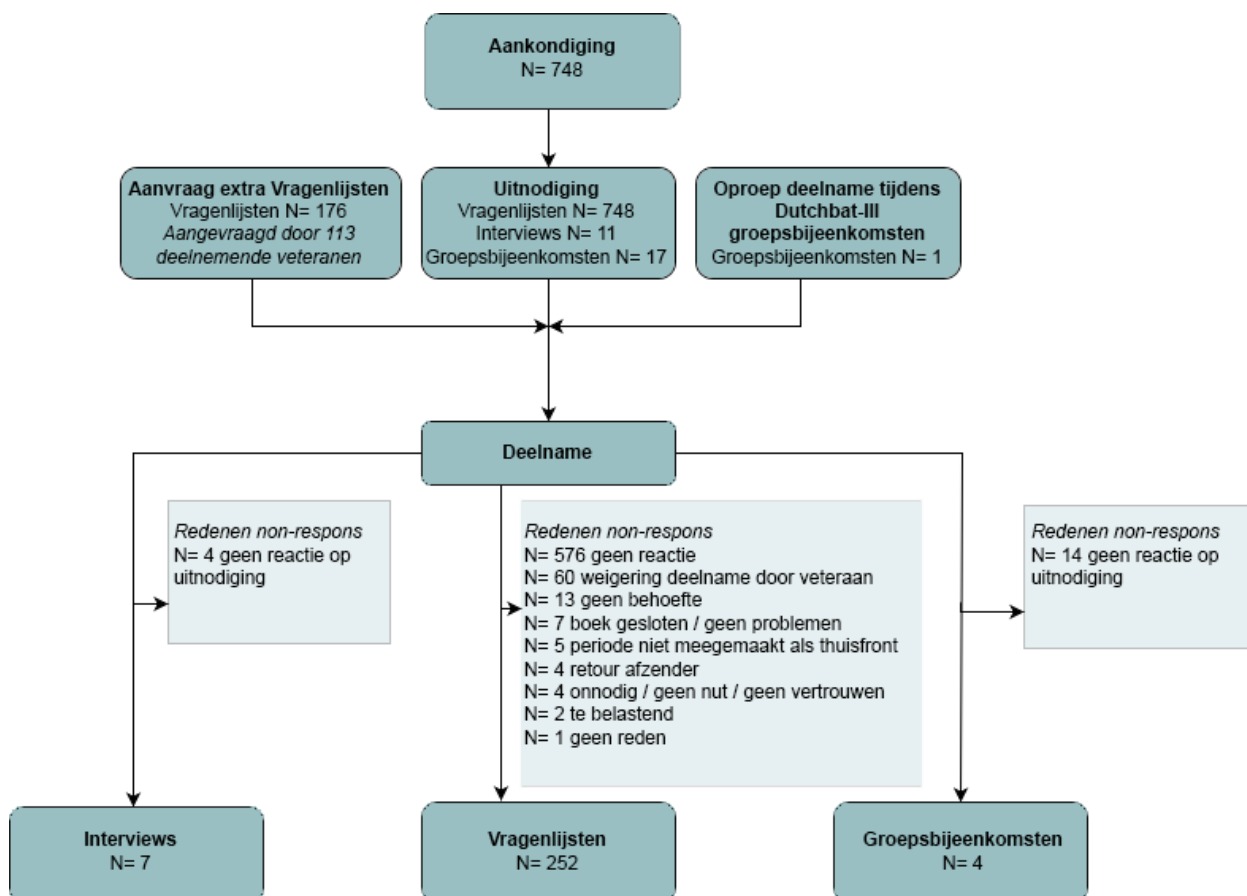 Aankondiging
N= 748
Aanvraag extra Vragenlijsten
Vragenlijsten N= 176
Aangevraagd door 113
deelnemende veteranen
Uitnodiging
Vragenlijsten N= 748
Interviews N= 11
Groepsbijeenkomsten N= 17
Oproep deelname tijdens
Dutchbat-III
groepsbijeenkomsten
Groepsbijeenkomsten N= 1
Deelname
Redenen non-respons
N= 4 geen reactie op
uitnodiging
Redenen non-respons
N= 576 geen reactie
N= 60 weigering deelname door veteraan
N= 13 geen behoefte
N= 7 boek gesloten / geen problemen
N= 5 periode niet meegemaakt als thuisfront
N= 4 retour afzender
N= 4 onnodig / geen nut / geen vertrouwen
N= 2 te belastend
N= 1 geen reden
Redenen non-respons
N= 14 geen reactie op
uitnodiging
Interviews
N= 7
Vragenlijsten
N= 252
Groepsbijeenkomsten
N= 4